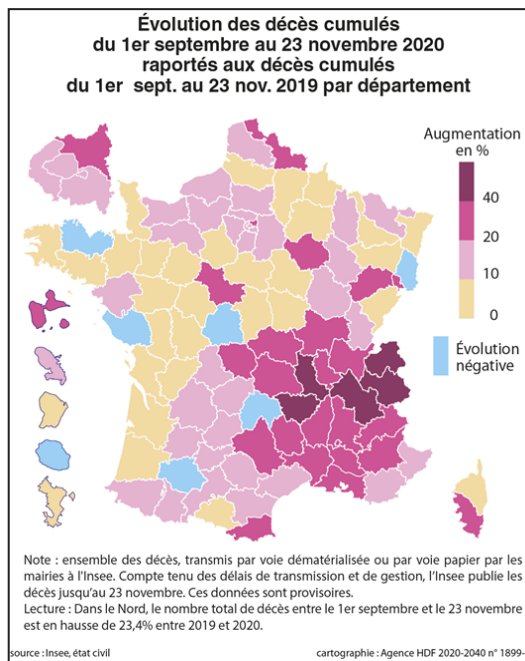 Évolution des décès cumulés
du 1er septembre au 23 novembre 2020
raportés aux décès cumulés
du 1er sept. au 23 nov. 2019 par département
Augmentation
en %
40
20
10
0
Évolution
négative
Note : ensemble des décès, transmis par voie dématérialisée ou par voie papier par les
mairies à l'Insee. Compte tenu des délais de transmission et de gestion, l'Insee publie les
décès jusqu'au 23 novembre. Ces données sont provisoires.
Lecture : Dans le Nord, le nombre total de décès entre le 1er septembre et le 23 novembre
est en hausse de 23,4% entre 2019 et 2020.
source : Insee, état civil
cartographie : Agence HDF 2020-2040 n° 1899-